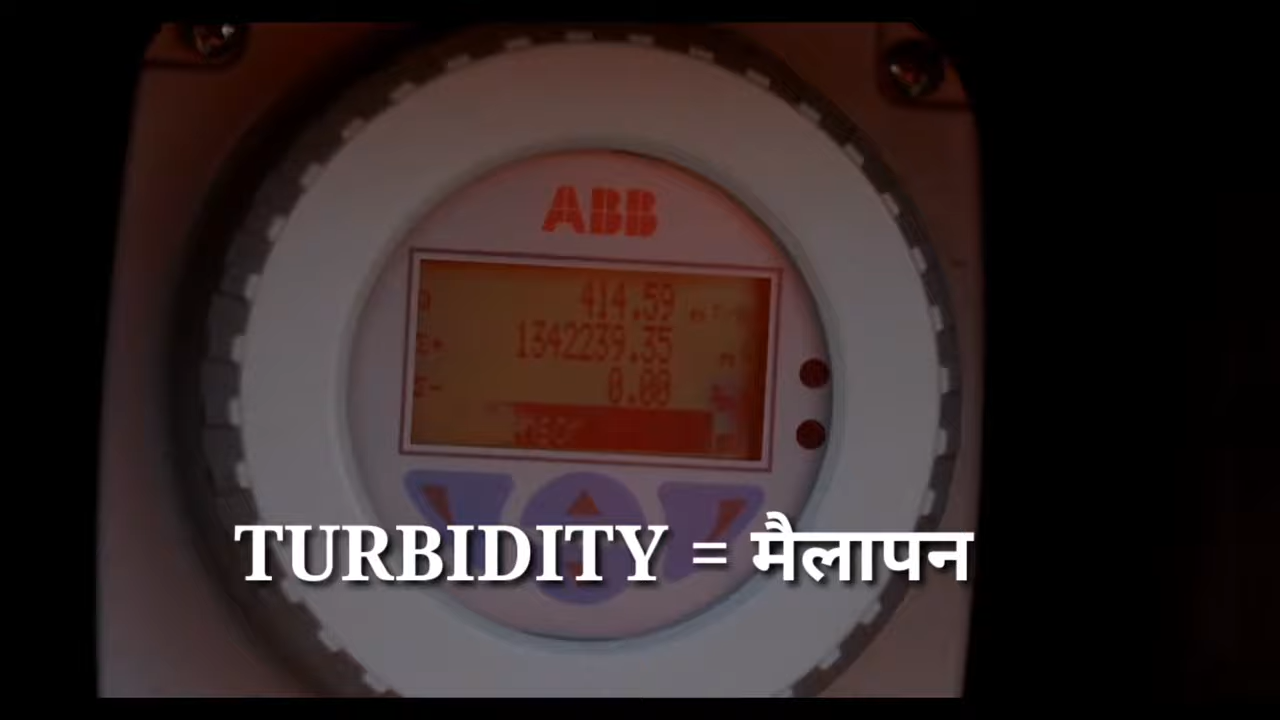 ABB
Q 414.59
Σ+ 1342239.35
Σ- 0.00
TURBIDITY = मैलापन